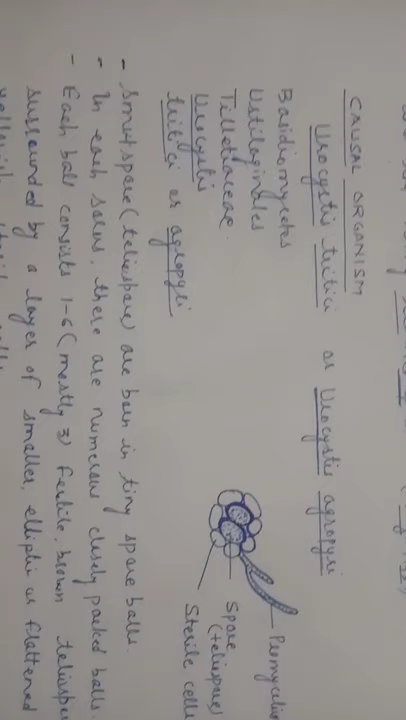 CAUSAL ORGANISM
Urocystis tritici or Urocystis agropyri
Basidiomycetes
Ustilaginales
Tilletiaceae.
Urocystis
tritici or agropyri
Premycelium
Spore
(teliospore)
Sterile cells
- Smut spore (teliospore) are born in tiny spore balls.
- In each sorus, there are numerous closely packed balls.
- Each ball consists 1-6 (mostly 3) fertile, brown teliospor
surrounded by a layer of smaller, elliptic or flattened